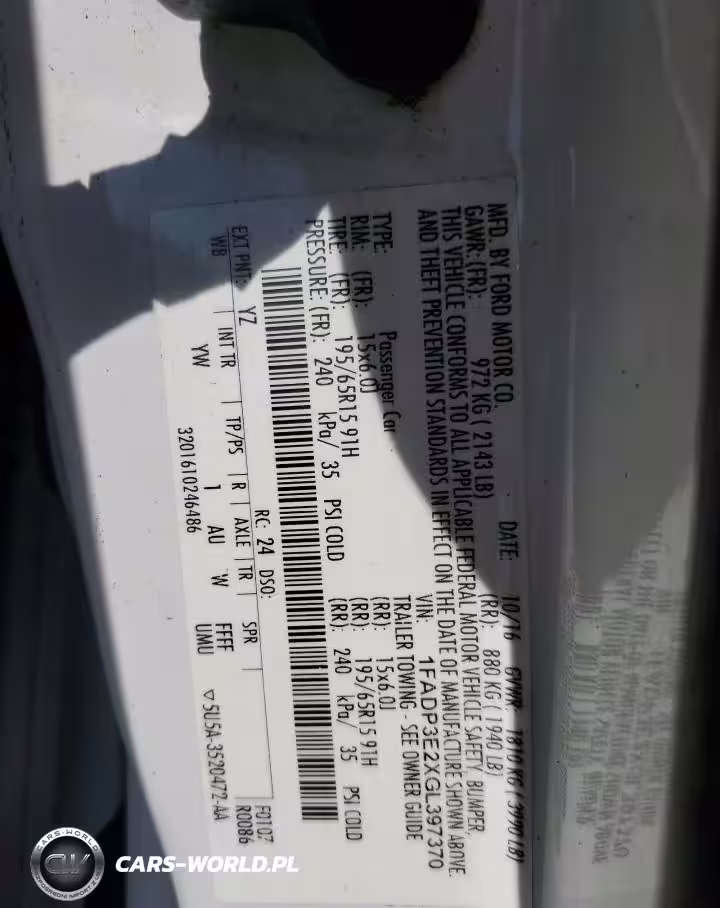 MFD. BY FORD MOTOR CO. DATE: 10/16 GVWR: 1810 KG ( 3990 LB)
GAWR: (FR): 972 KG ( 2143 LB) (RR): 880 KG ( 1940 LB)
THIS VEHICLE CONFORMS TO ALL APPLICABLE FEDERAL MOTOR VEHICLE SAFETY, BUMPER,
AND THEFT PREVENTION STANDARDS IN EFFECT ON THE DATE OF MANUFACTURE SHOWN ABOVE.
VIN: 1FADP3E2XGL397370
TYPE: Passenger Car TRAILER TOWING - SEE OWNER GUIDE
RIM: (FR): 15x6.0J (RR): 15x6.0J
TIRE: (FR): 195/65R15 91H (RR): 195/65R15 91H
PRESSURE: (FR): 240 kPa/ 35 PSI COLD (RR): 240 kPa/ 35 PSI COLD
EXT PNT: YZ RC: 24 DSO: F0107
WB INT TR TP/PS R AXLE TR SPR R0086
YW 1 AU W FFFF
UMU
3201610246486 ▽5U5A-3520472-AA
CARS-WORLD
CW
CARS-WORLD.PL